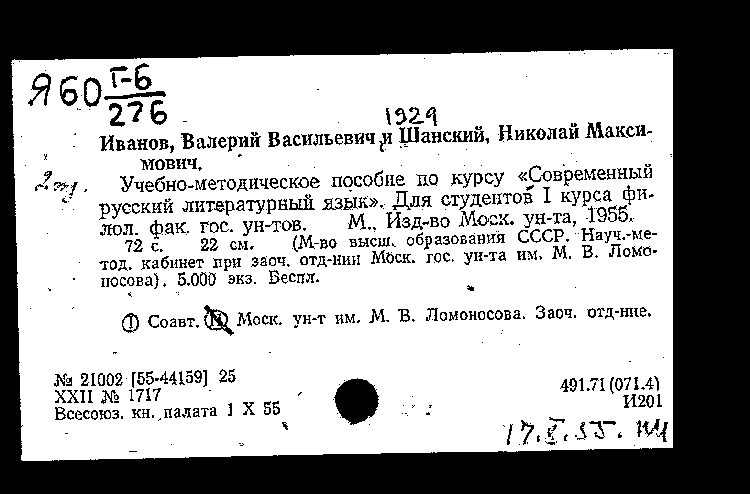 Я60 Г-6
276
1929
Иванов, Валерий Васильевич и Шанский, Николай Макси-
мович.
2 экз. Учебно-методическое пособие по курсу «Современный
русский литературный язык». Для студентов I курса фи-
лол. фак. гос. ун-тов. М., Изд-во Моск. ун-та, 1955.
72 с. 22 см. (М-во высш. образования СССР. Науч.-ме-
тод. кабинет при заоч. отд-нии Моск. гос. ун-та им. М. В. Ломо-
носова). 5.000 экз. Беспл.
① Соавт. Моск. ун-т им. М. В. Ломоносова. Заоч. отд-ние.
№ 21002 [55-44159] 25
XXII № 1717
Всесоюз. кн. палата 1 X 55
491.71 (071.4)
И201
17.X.55.